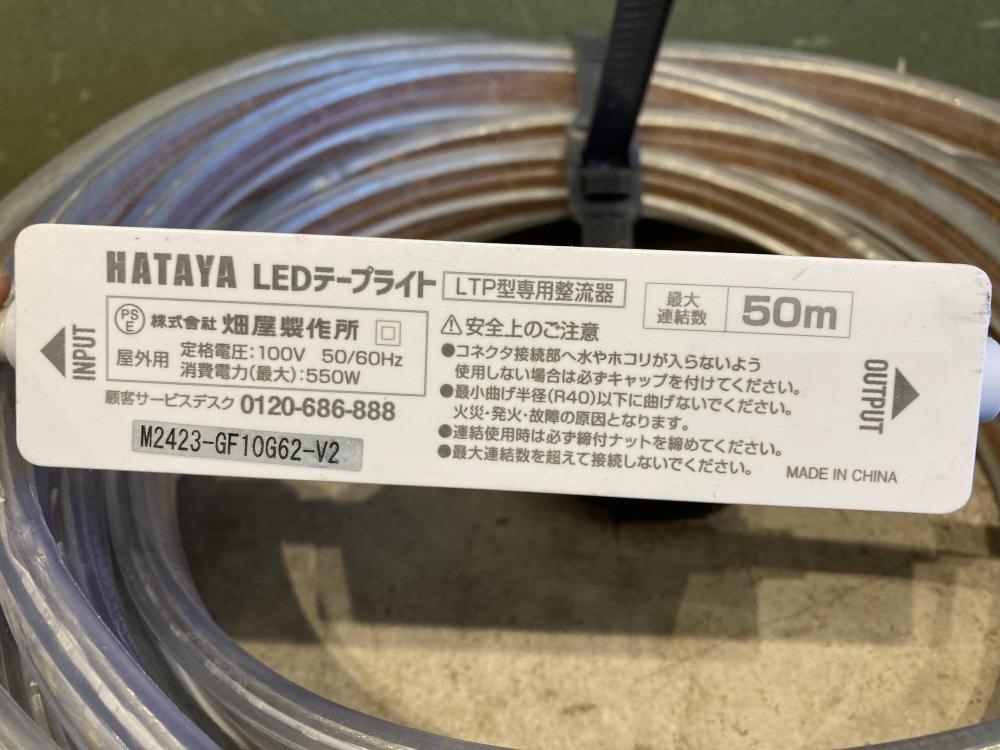 HATAYA LEDテープライト LTP型専用整流器
最大連結数 50m
INPUT
PSE 株式会社 畑屋製作所
屋外用 定格電圧:100V 50/60Hz
消費電力(最大):550W
顧客サービスデスク 0120-686-888
M2423-GF10G62-V2
⚠安全上のご注意
●コネクタ接続部へ水やホコリが入らないよう
使用しない場合は必ずキャップを付けてください。
●最小曲げ半径(R40)以下に曲げないでください。
火災・発火・故障の原因となります。
●連結使用時は必ず締付ナットを締めてください。
●最大連結数を超えて接続しないでください。
OUTPUT
MADE IN CHINA